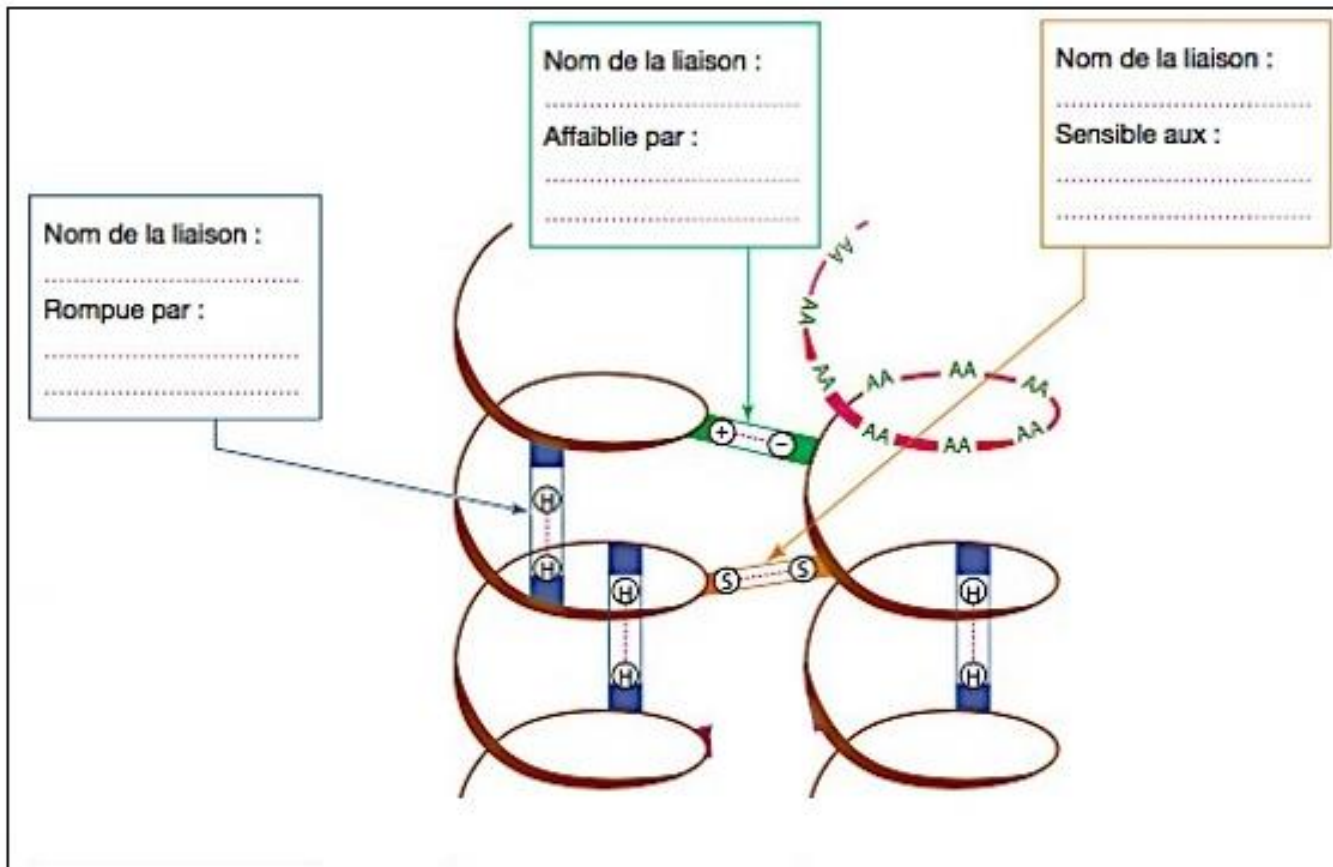 Nom de la liaison :
Affaiblie par :
Nom de la liaison :
Sensible aux :
Nom de la liaison :
Rompue par :
AA
AA
AA
AA
AA
AA
AA
AA
AA
+ −
H
H
S S
H
H
H
H